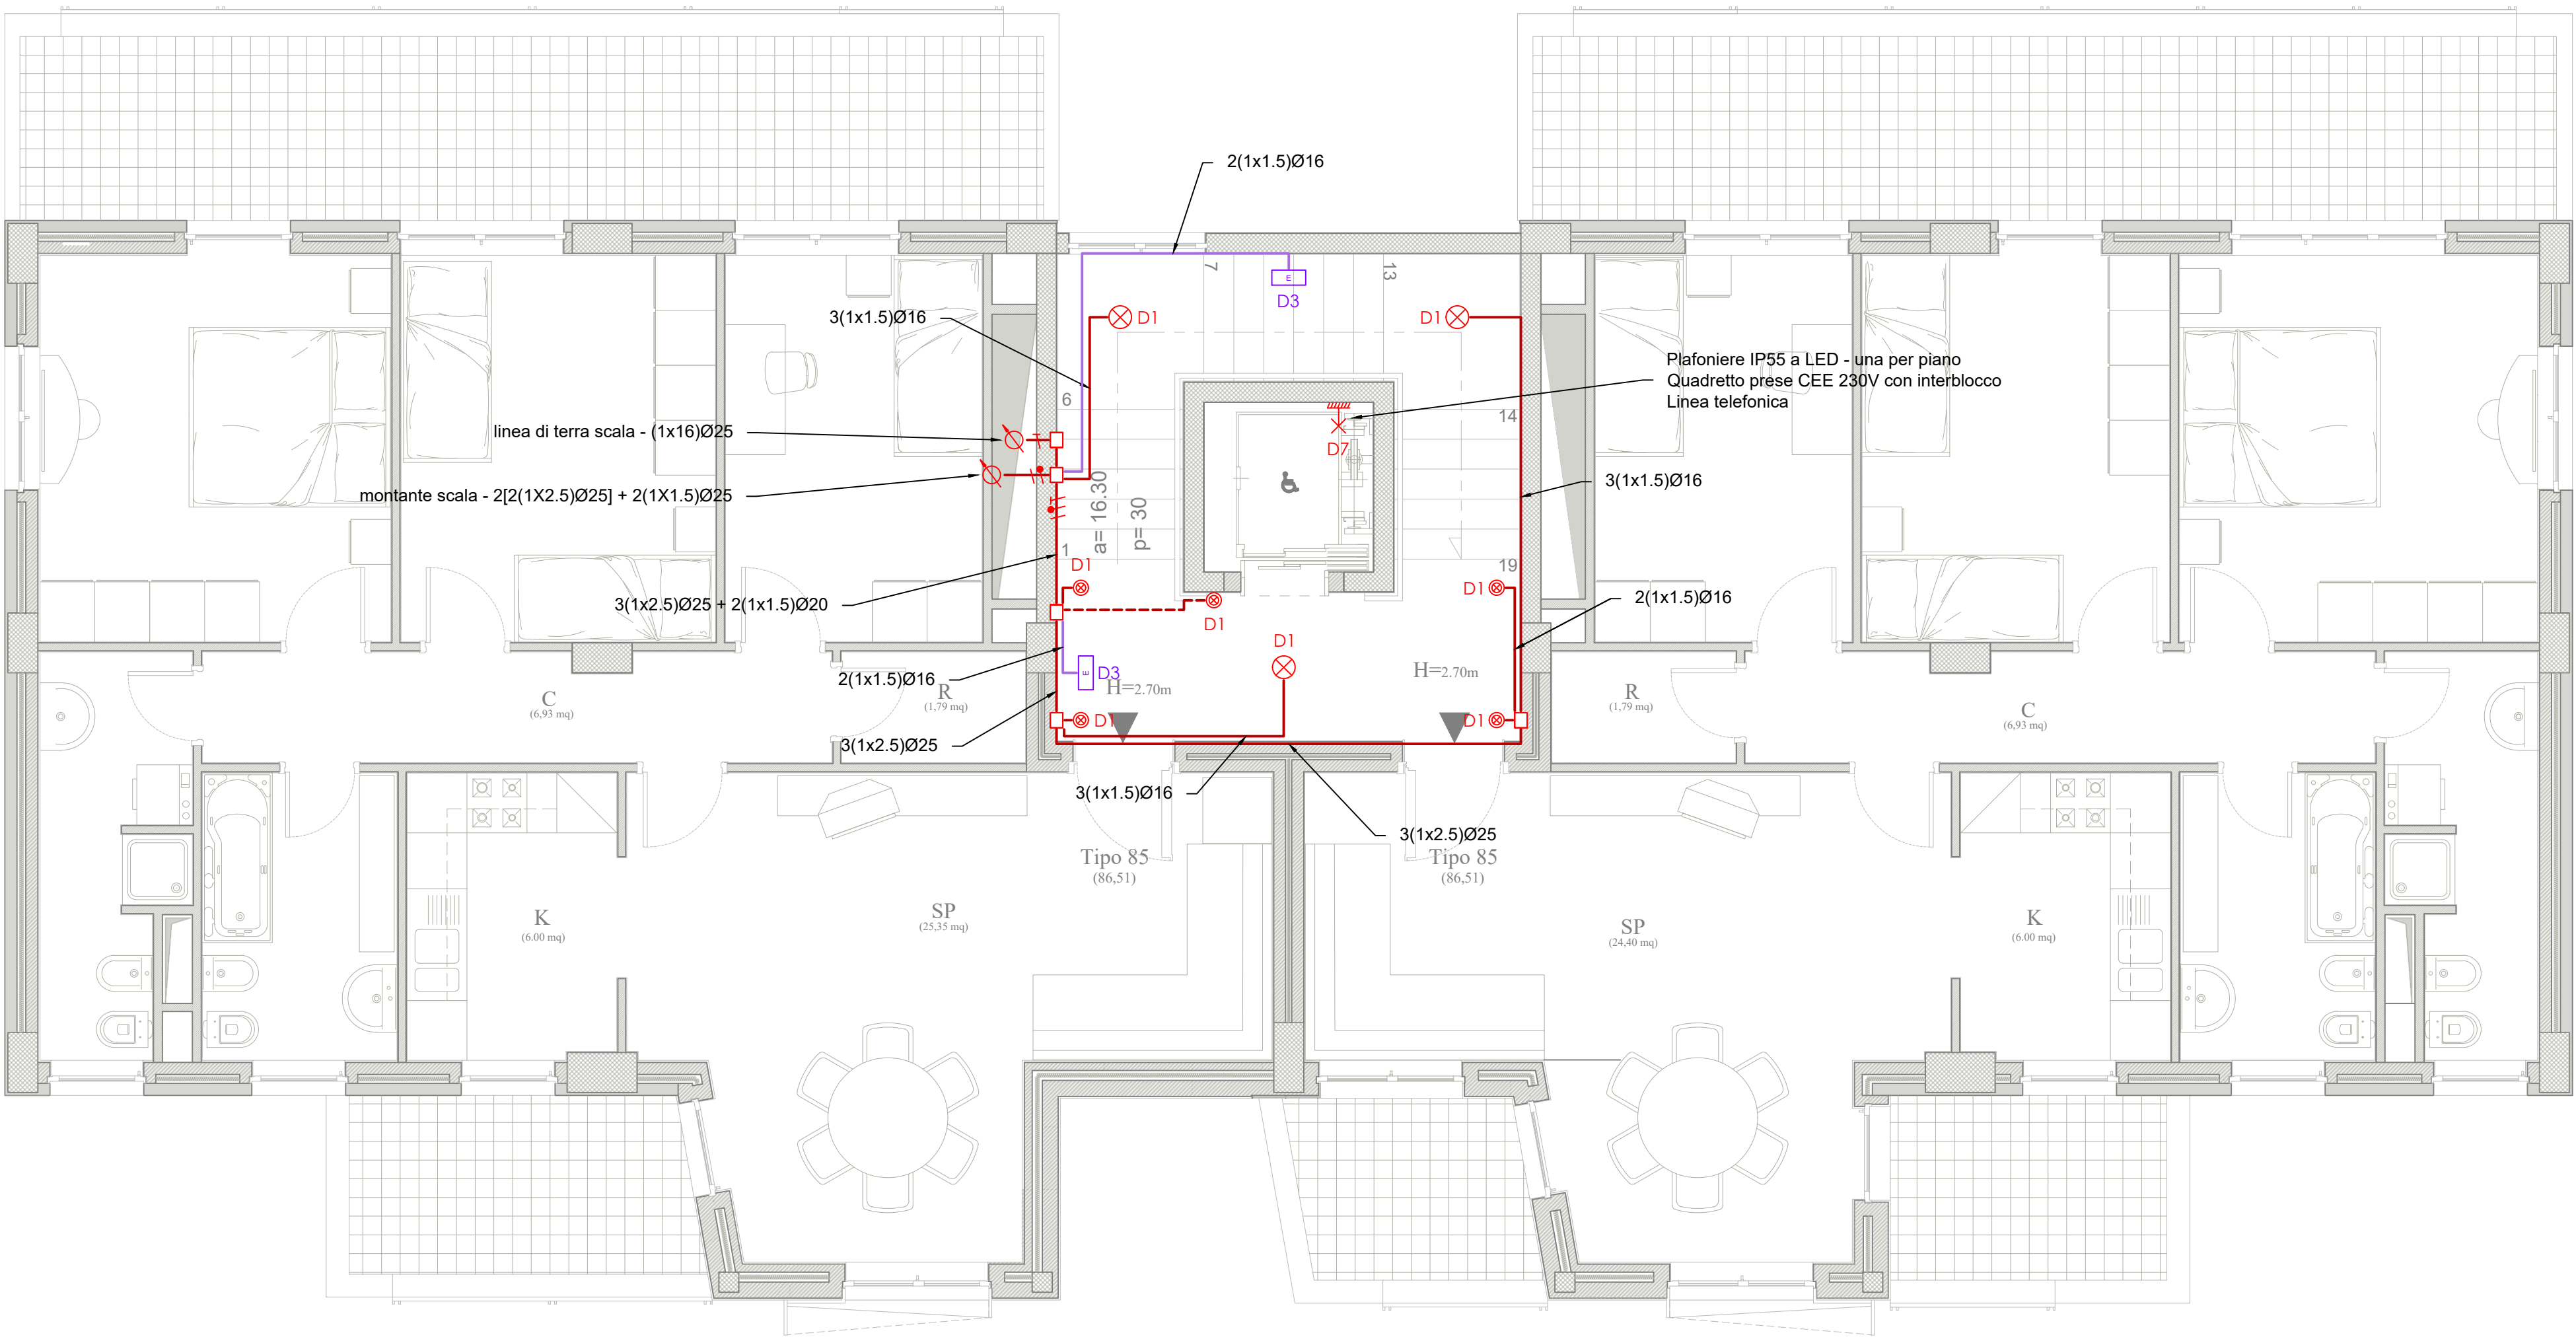 2(1x1.5)Ø16
7
13
E
D3
3(1x1.5)Ø16
D1
D1
Plafoniere IP55 a LED - una per piano
Quadretto prese CEE 230V con interblocco
Linea telefonica
6
14
linea di terra scala - (1x16)Ø25
D7
montante scala - 2[2(1X2.5)Ø25] + 2(1X1.5)Ø25
3(1x1.5)Ø16
a= 16.30
p= 30
1
19
D1
D1
3(1x2.5)Ø25 + 2(1x1.5)Ø20
2(1x1.5)Ø16
D1
D1
2(1x1.5)Ø16
E
D3
H=2.70m
H=2.70m
C
(6,93 mq)
R
(1,79 mq)
R
(1,79 mq)
C
(6,93 mq)
D1
D1
3(1x2.5)Ø25
3(1x1.5)Ø16
3(1x2.5)Ø25
Tipo 85
(86,51)
Tipo 85
(86,51)
K
(6.00 mq)
SP
(25,35 mq)
SP
(24,40 mq)
K
(6.00 mq)